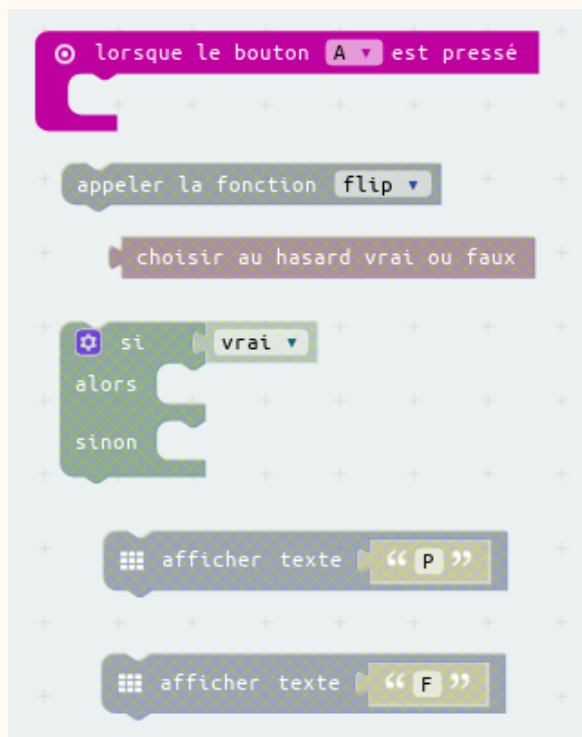 lorsque le bouton A ▾ est pressé
appeler la fonction flip ▾
choisir au hasard vrai ou faux
si vrai ▾
alors
sinon
afficher texte “ P ”
afficher texte “ F ”